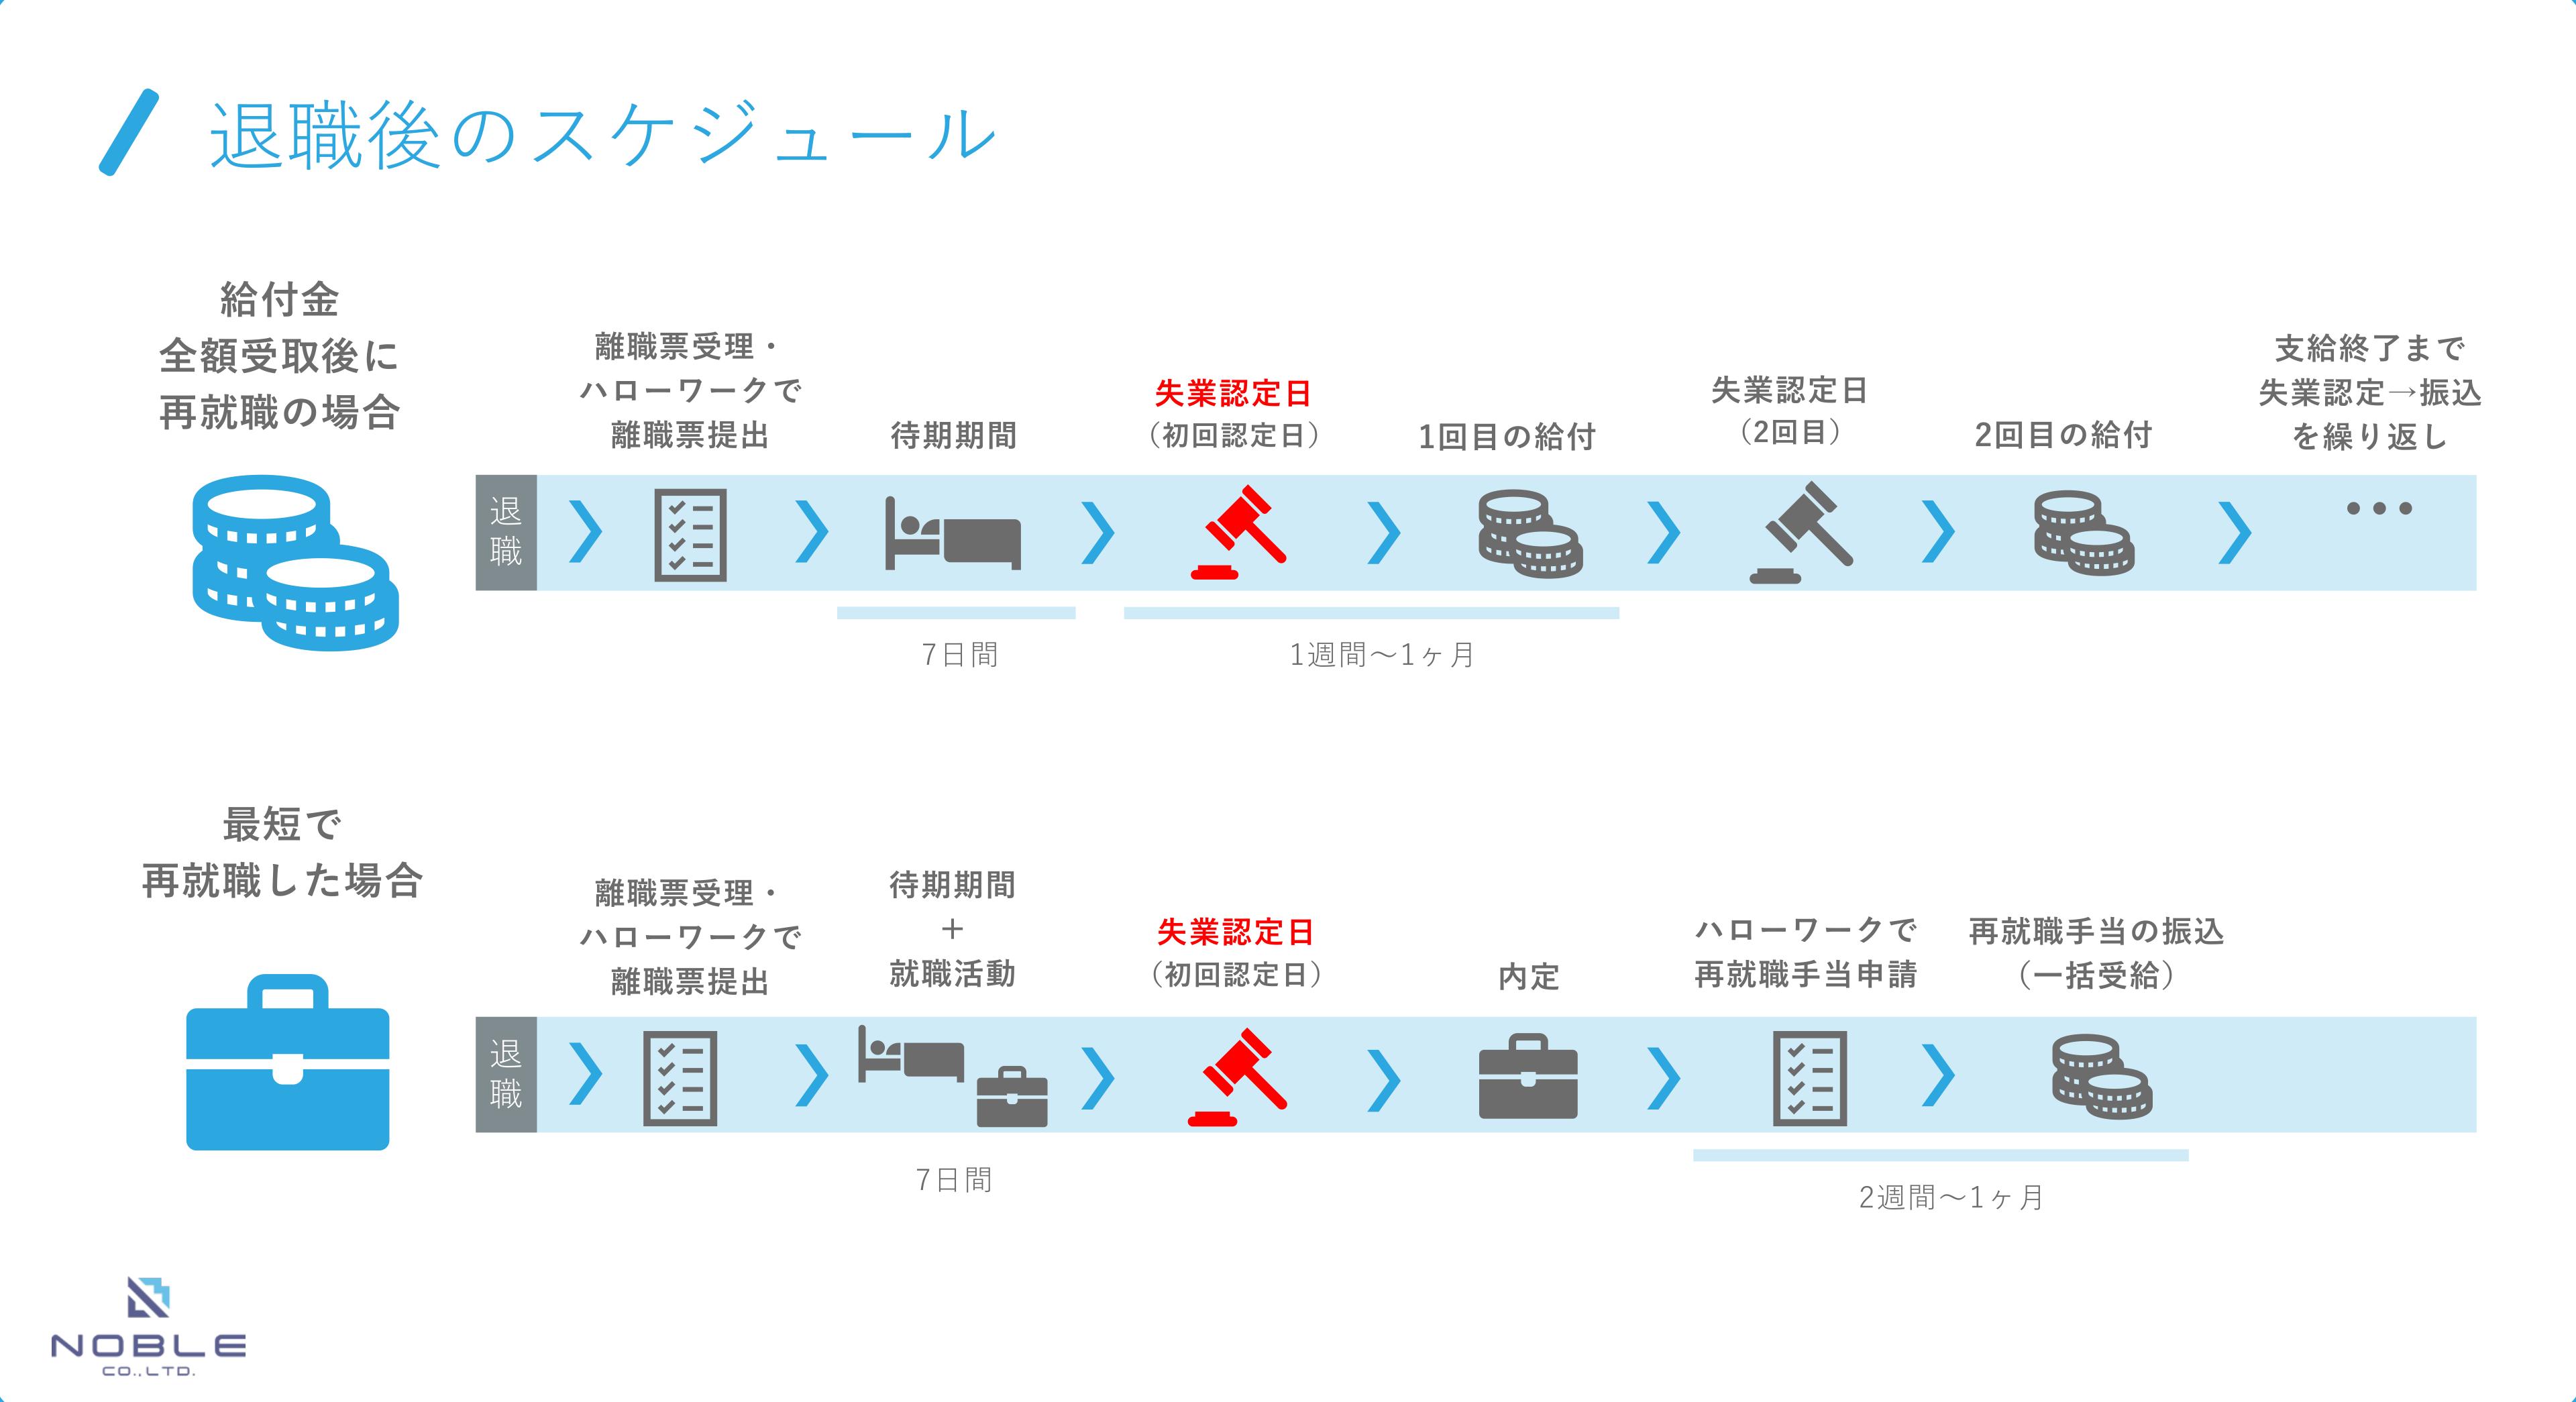 退職後のスケジュール
給付金
全額受取後に
再就職の場合
離職票受理・
ハローワークで
離職票提出
待期期間
失業認定日
（初回認定日）
1回目の給付
失業認定日
（2回目）
2回目の給付
支給終了まで
失業認定→振込
を繰り返し
退
職
7日間
1週間〜1ヶ月
最短で
再就職した場合
離職票受理・
ハローワークで
離職票提出
待期期間
＋
就職活動
失業認定日
（初回認定日）
内定
ハローワークで
再就職手当申請
再就職手当の振込
（一括受給）
退
職
7日間
2週間〜1ヶ月
NOBLE
CO.,LTD.